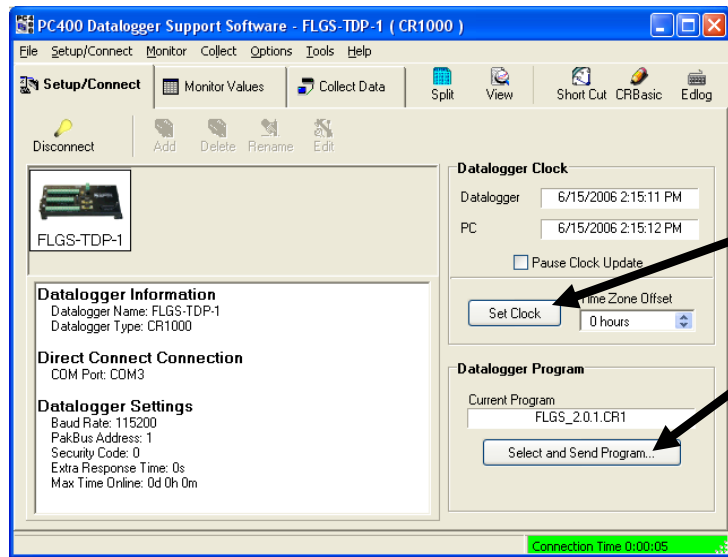 PC400 Datalogger Support Software - FLGS-TDP-1 ( CR1000 )
File Setup/Connect Monitor Collect Options Tools Help
Setup/Connect Monitor Values Collect Data Split View Short Cut CRBasic Edlog
Disconnect Add Delete Rename Edit
FLGS-TDP-1
Datalogger Information
Datalogger Name: FLGS-TDP-1
Datalogger Type: CR1000
Direct Connect Connection
COM Port: COM3
Datalogger Settings
Baud Rate: 115200
PakBus Address: 1
Security Code: 0
Extra Response Time: 0s
Max Time Online: 0d 0h 0m
Datalogger Clock
Datalogger 6/15/2006 2:15:11 PM
PC 6/15/2006 2:15:12 PM
Pause Clock Update
Set Clock
Time Zone Offset
0 hours
Datalogger Program
Current Program
FLGS_2.0.1.CR1
Select and Send Program...
Connection Time 0:00:05